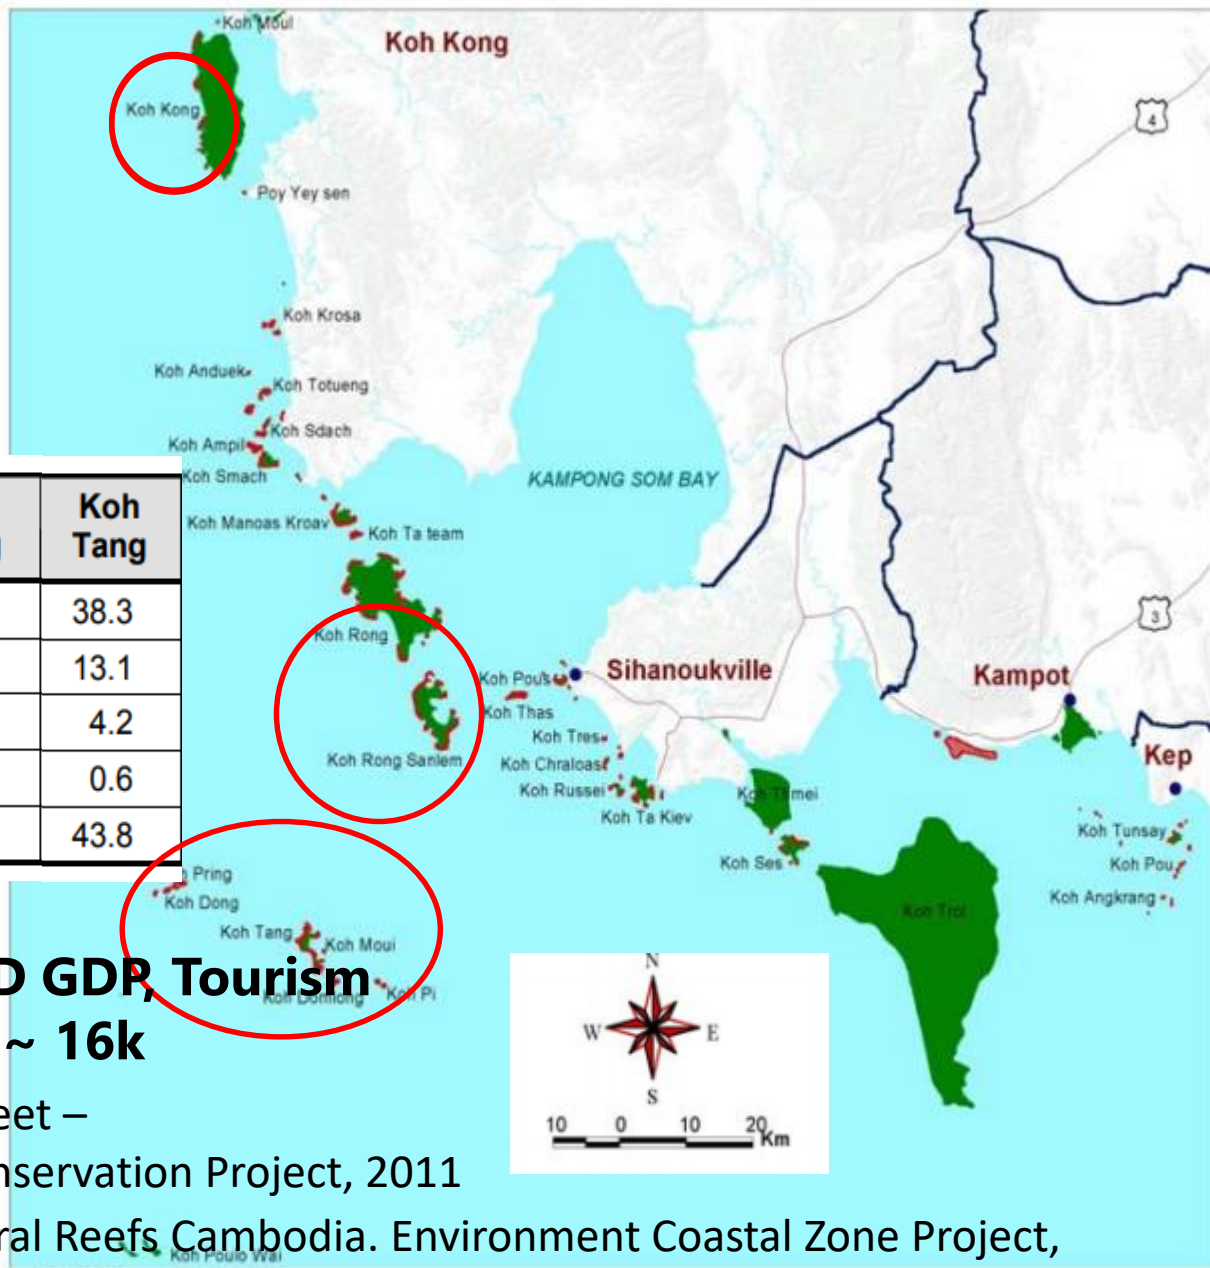 Koh Moul
Koh Kong
Koh Kong
4
Poy Yey sen
Koh Krosa
Koh Anduek
Koh Totueng
Koh Sdach
Koh Ampil
Koh Smach
KAMPONG SOM BAY
Koh Manoas Kroav
Koh Ta team
Koh
Tang
38.3
13.1
4.2
0.6
43.8
3
Koh Rong
Koh Pous
Sihanoukville
Kampot
Koh Thas
Koh Tres
Kep
Koh Rong Sanlem
Koh Chraloas
Koh Russei
Koh Tmei
Koh Ta Kiev
Koh Tunsay
Koh Ses
Koh Pou
Pring
Koh Dong
Koh Angkrang
Koh Trol
Koh Tang
Koh Moui
D GDP, Tourism
Koh Pi
~ 16k
N
W E
S
10 0 10 20 Km
eet –
nservation Project, 2011
ral Reefs Cambodia. Environment Coastal Zone Project,
Koh Poulo Wai